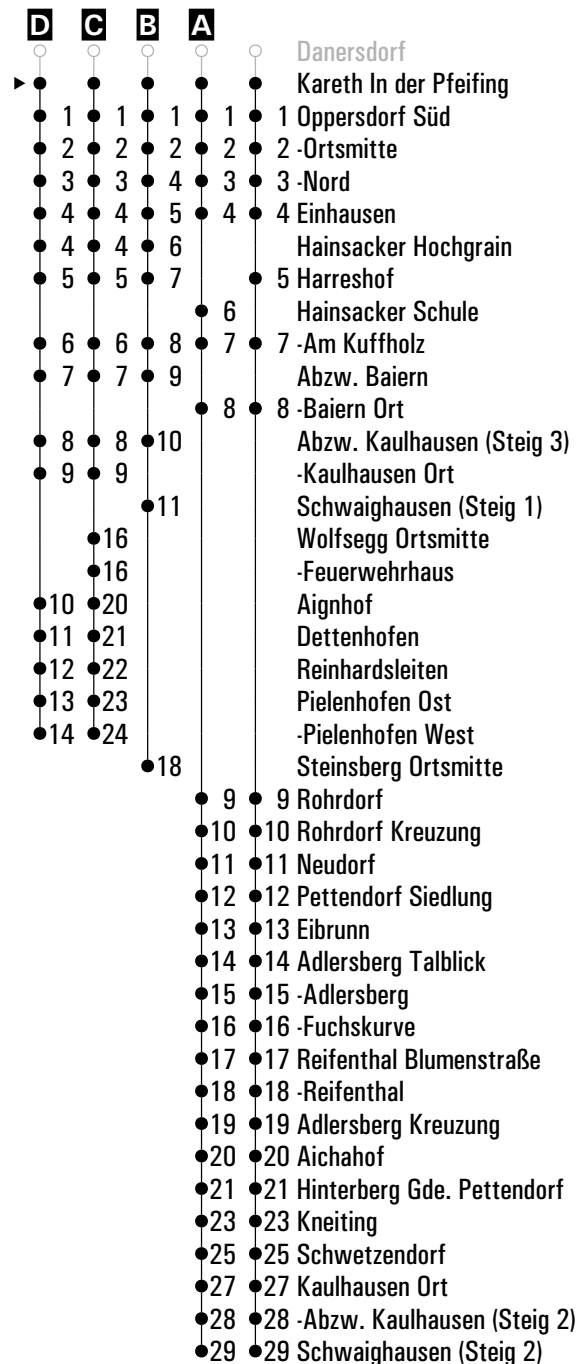 D C B A
Danersdorf
Kareth In der Pfeifing
1 1 1 1 1 Oppersdorf Süd
2 2 2 2 2 -Ortsmitte
3 3 4 3 3 -Nord
4 4 5 4 4 Einhausen
4 4 6 Hainsacker Hochgrain
5 5 7 5 Harreshof
6 Hainsacker Schule
6 6 8 7 7 -Am Kuffholz
7 7 9 Abzw. Baiern
8 8 -Baiern Ort
8 8 10 Abzw. Kaulhausen (Steig 3)
9 9 -Kaulhausen Ort
11 Schwaighausen (Steig 1)
16 Wolfsegg Ortsmitte
16 -Feuerwehrhaus
10 20 Aignhof
11 21 Dettenhofen
12 22 Reinhardsleiten
13 23 Pielenhofen Ost
14 24 -Pielenhofen West
18 Steinsberg Ortsmitte
9 9 Rohrdorf
10 10 Rohrdorf Kreuzung
11 11 Neudorf
12 12 Pettendorf Siedlung
13 13 Eibrunn
14 14 Adlersberg Talblick
15 15 -Adlersberg
16 16 -Fuchskurve
17 17 Reifenthal Blumenstraße
18 18 -Reifenthal
19 19 Adlersberg Kreuzung
20 20 Aichahof
21 21 Hinterberg Gde. Pettendorf
23 23 Kneiting
25 25 Schwetzendorf
27 27 Kaulhausen Ort
28 28 -Abzw. Kaulhausen (Steig 2)
29 29 Schwaighausen (Steig 2)